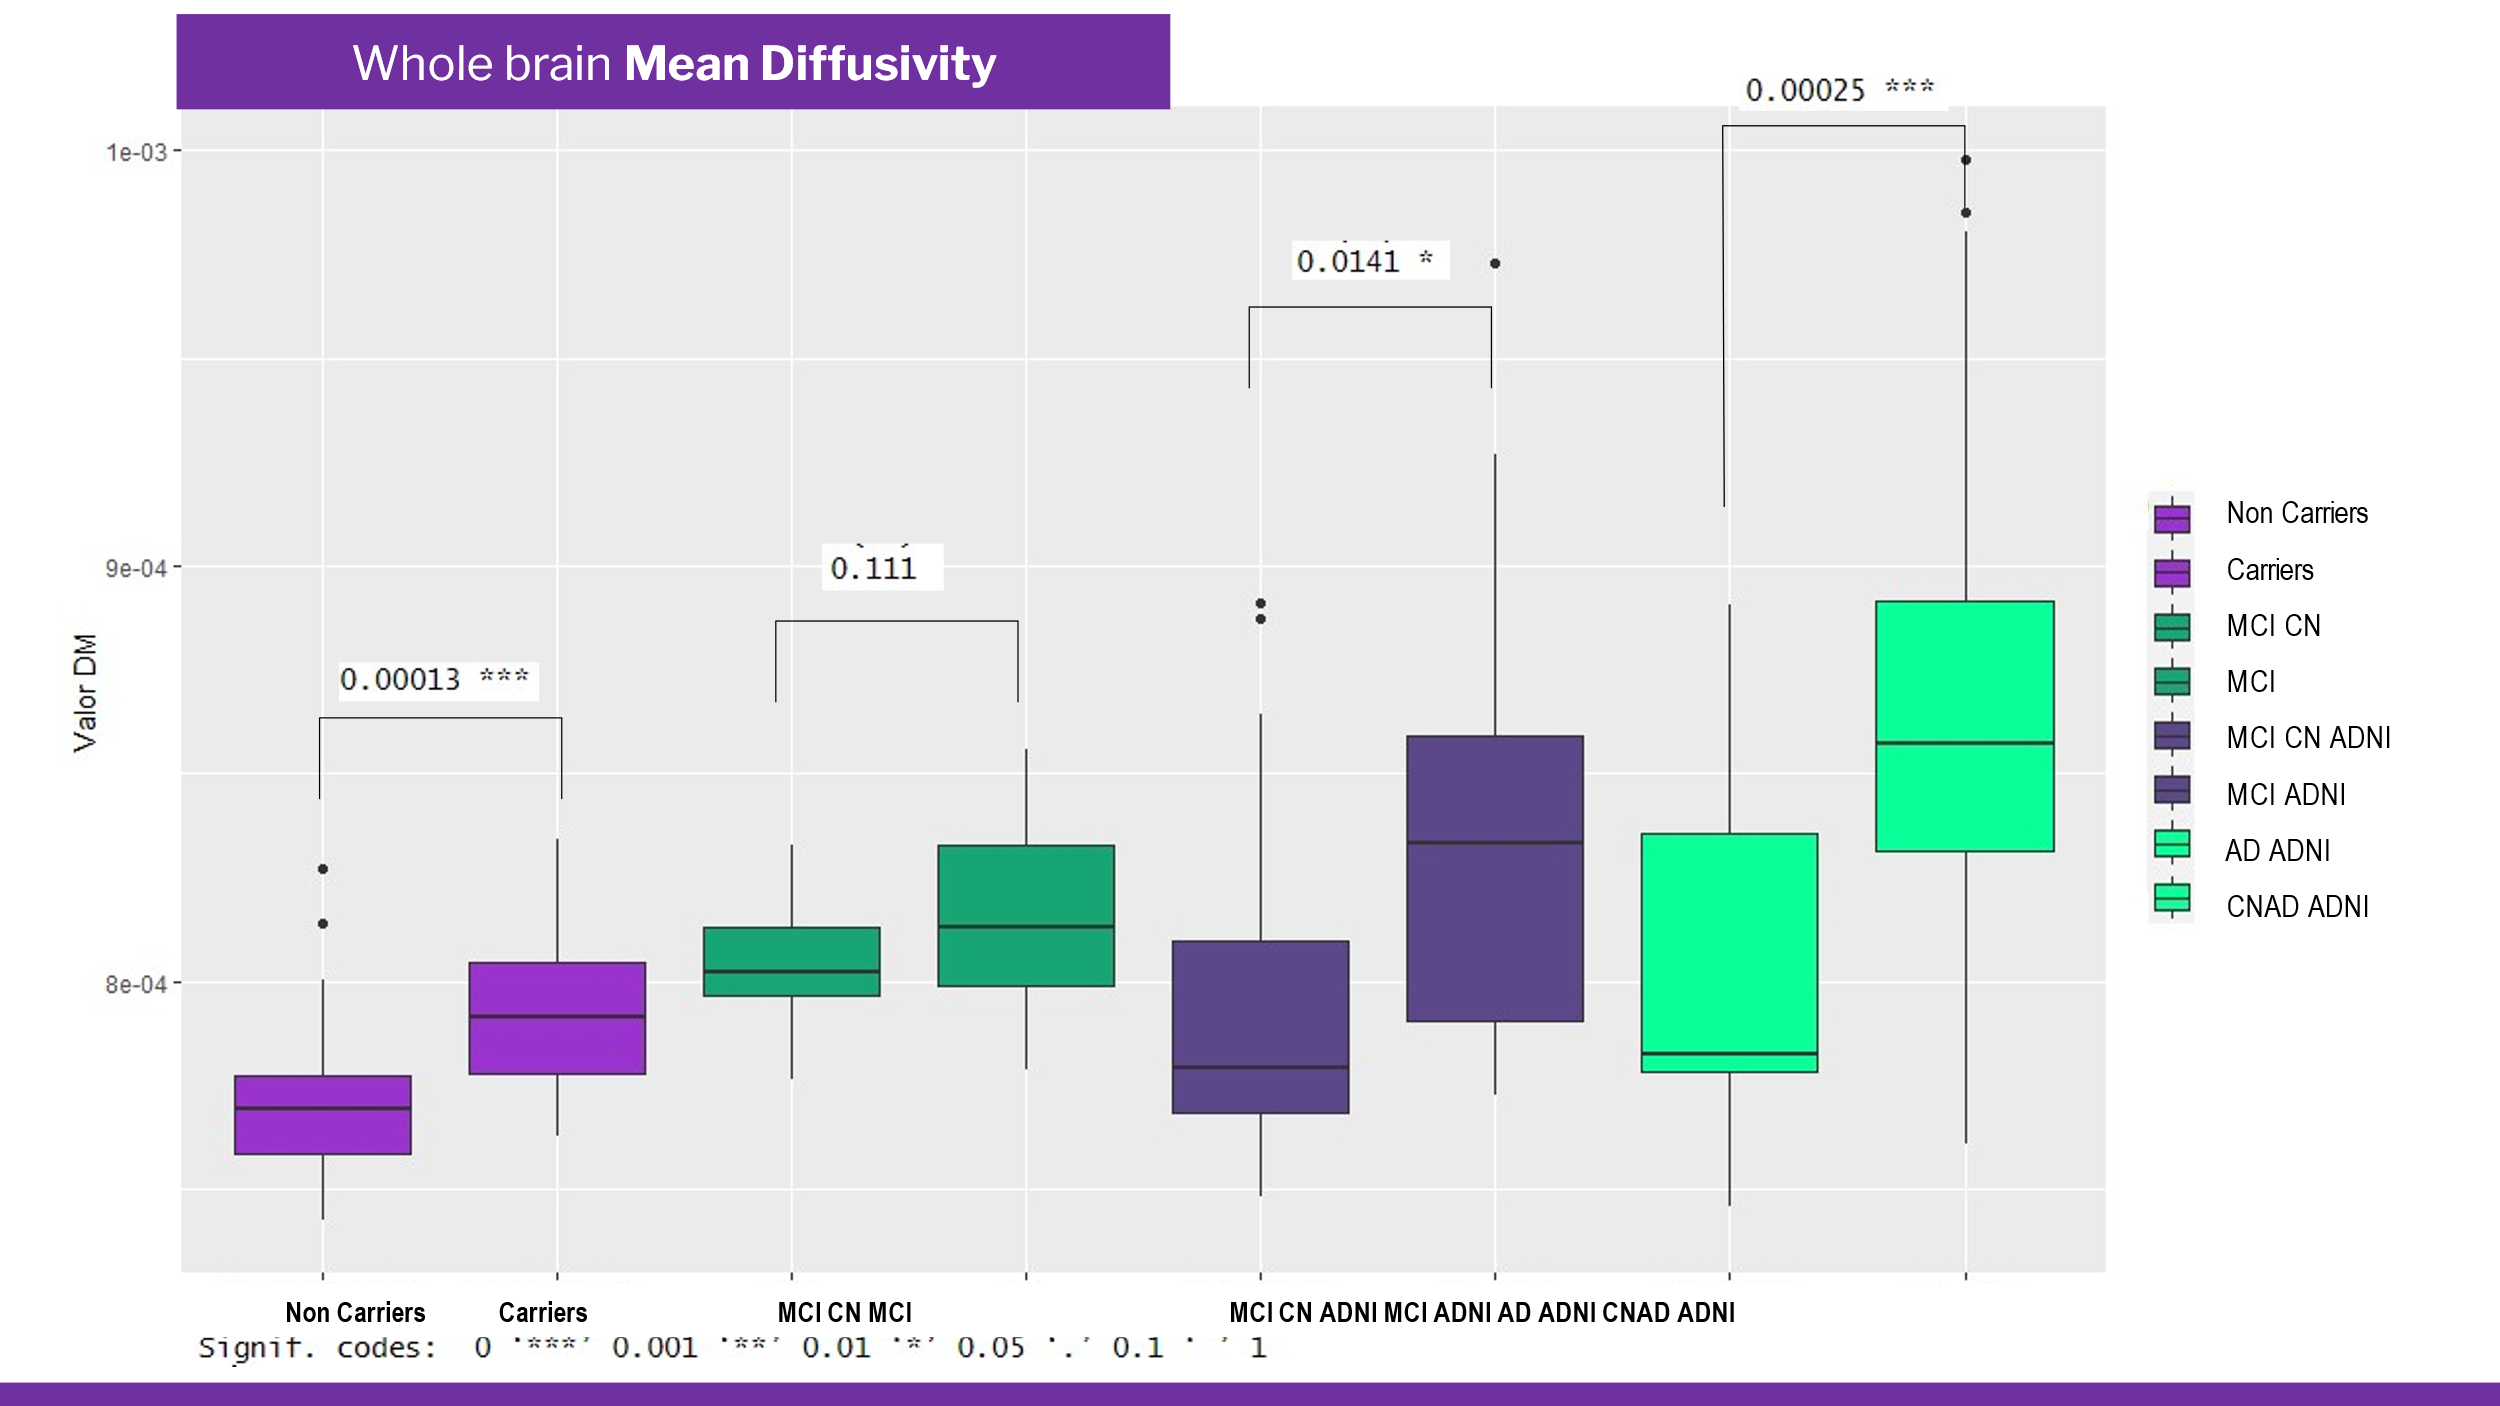 Whole brain Mean Diffusivity
0.00025 ***
1e-03
0.0141 *
0.111
9e-04
0.00013 ***
Valor DM
8e-04
Non Carriers
Carriers
MCI CN
MCI
MCI CN ADNI
MCI ADNI
AD ADNI
CNAD ADNI
Non Carriers Carriers MCI CN MCI MCI CN ADNI MCI ADNI AD ADNI CNAD ADNI
Signif. codes: 0 ‘***’ 0.001 ‘**’ 0.01 ‘*’ 0.05 ‘.’ 0.1 ‘ ’ 1